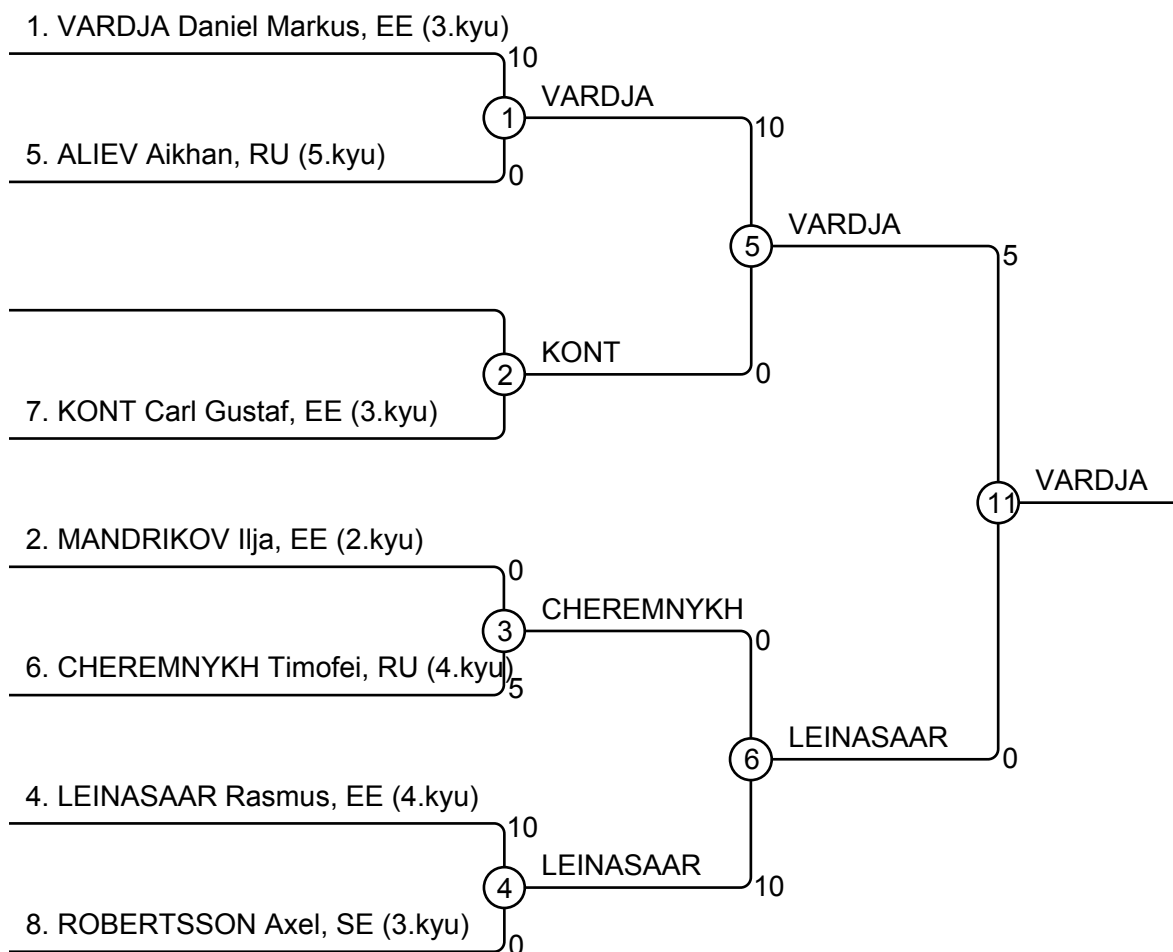 1. VARDJA Daniel Markus, EE (3.kyu)
10
VARDJA
1
10
5. ALIEV Aikhan, RU (5.kyu)
0
VARDJA
5
5
KONT
2
0
7. KONT Carl Gustaf, EE (3.kyu)
VARDJA
11
2. MANDRIKOV Ilja, EE (2.kyu)
0
CHEREMNYKH
3
0
6. CHEREMNYKH Timofei, RU (4.kyu)
5
LEINASAAR
6
0
4. LEINASAAR Rasmus, EE (4.kyu)
10
LEINASAAR
4
10
8. ROBERTSSON Axel, SE (3.kyu)
0